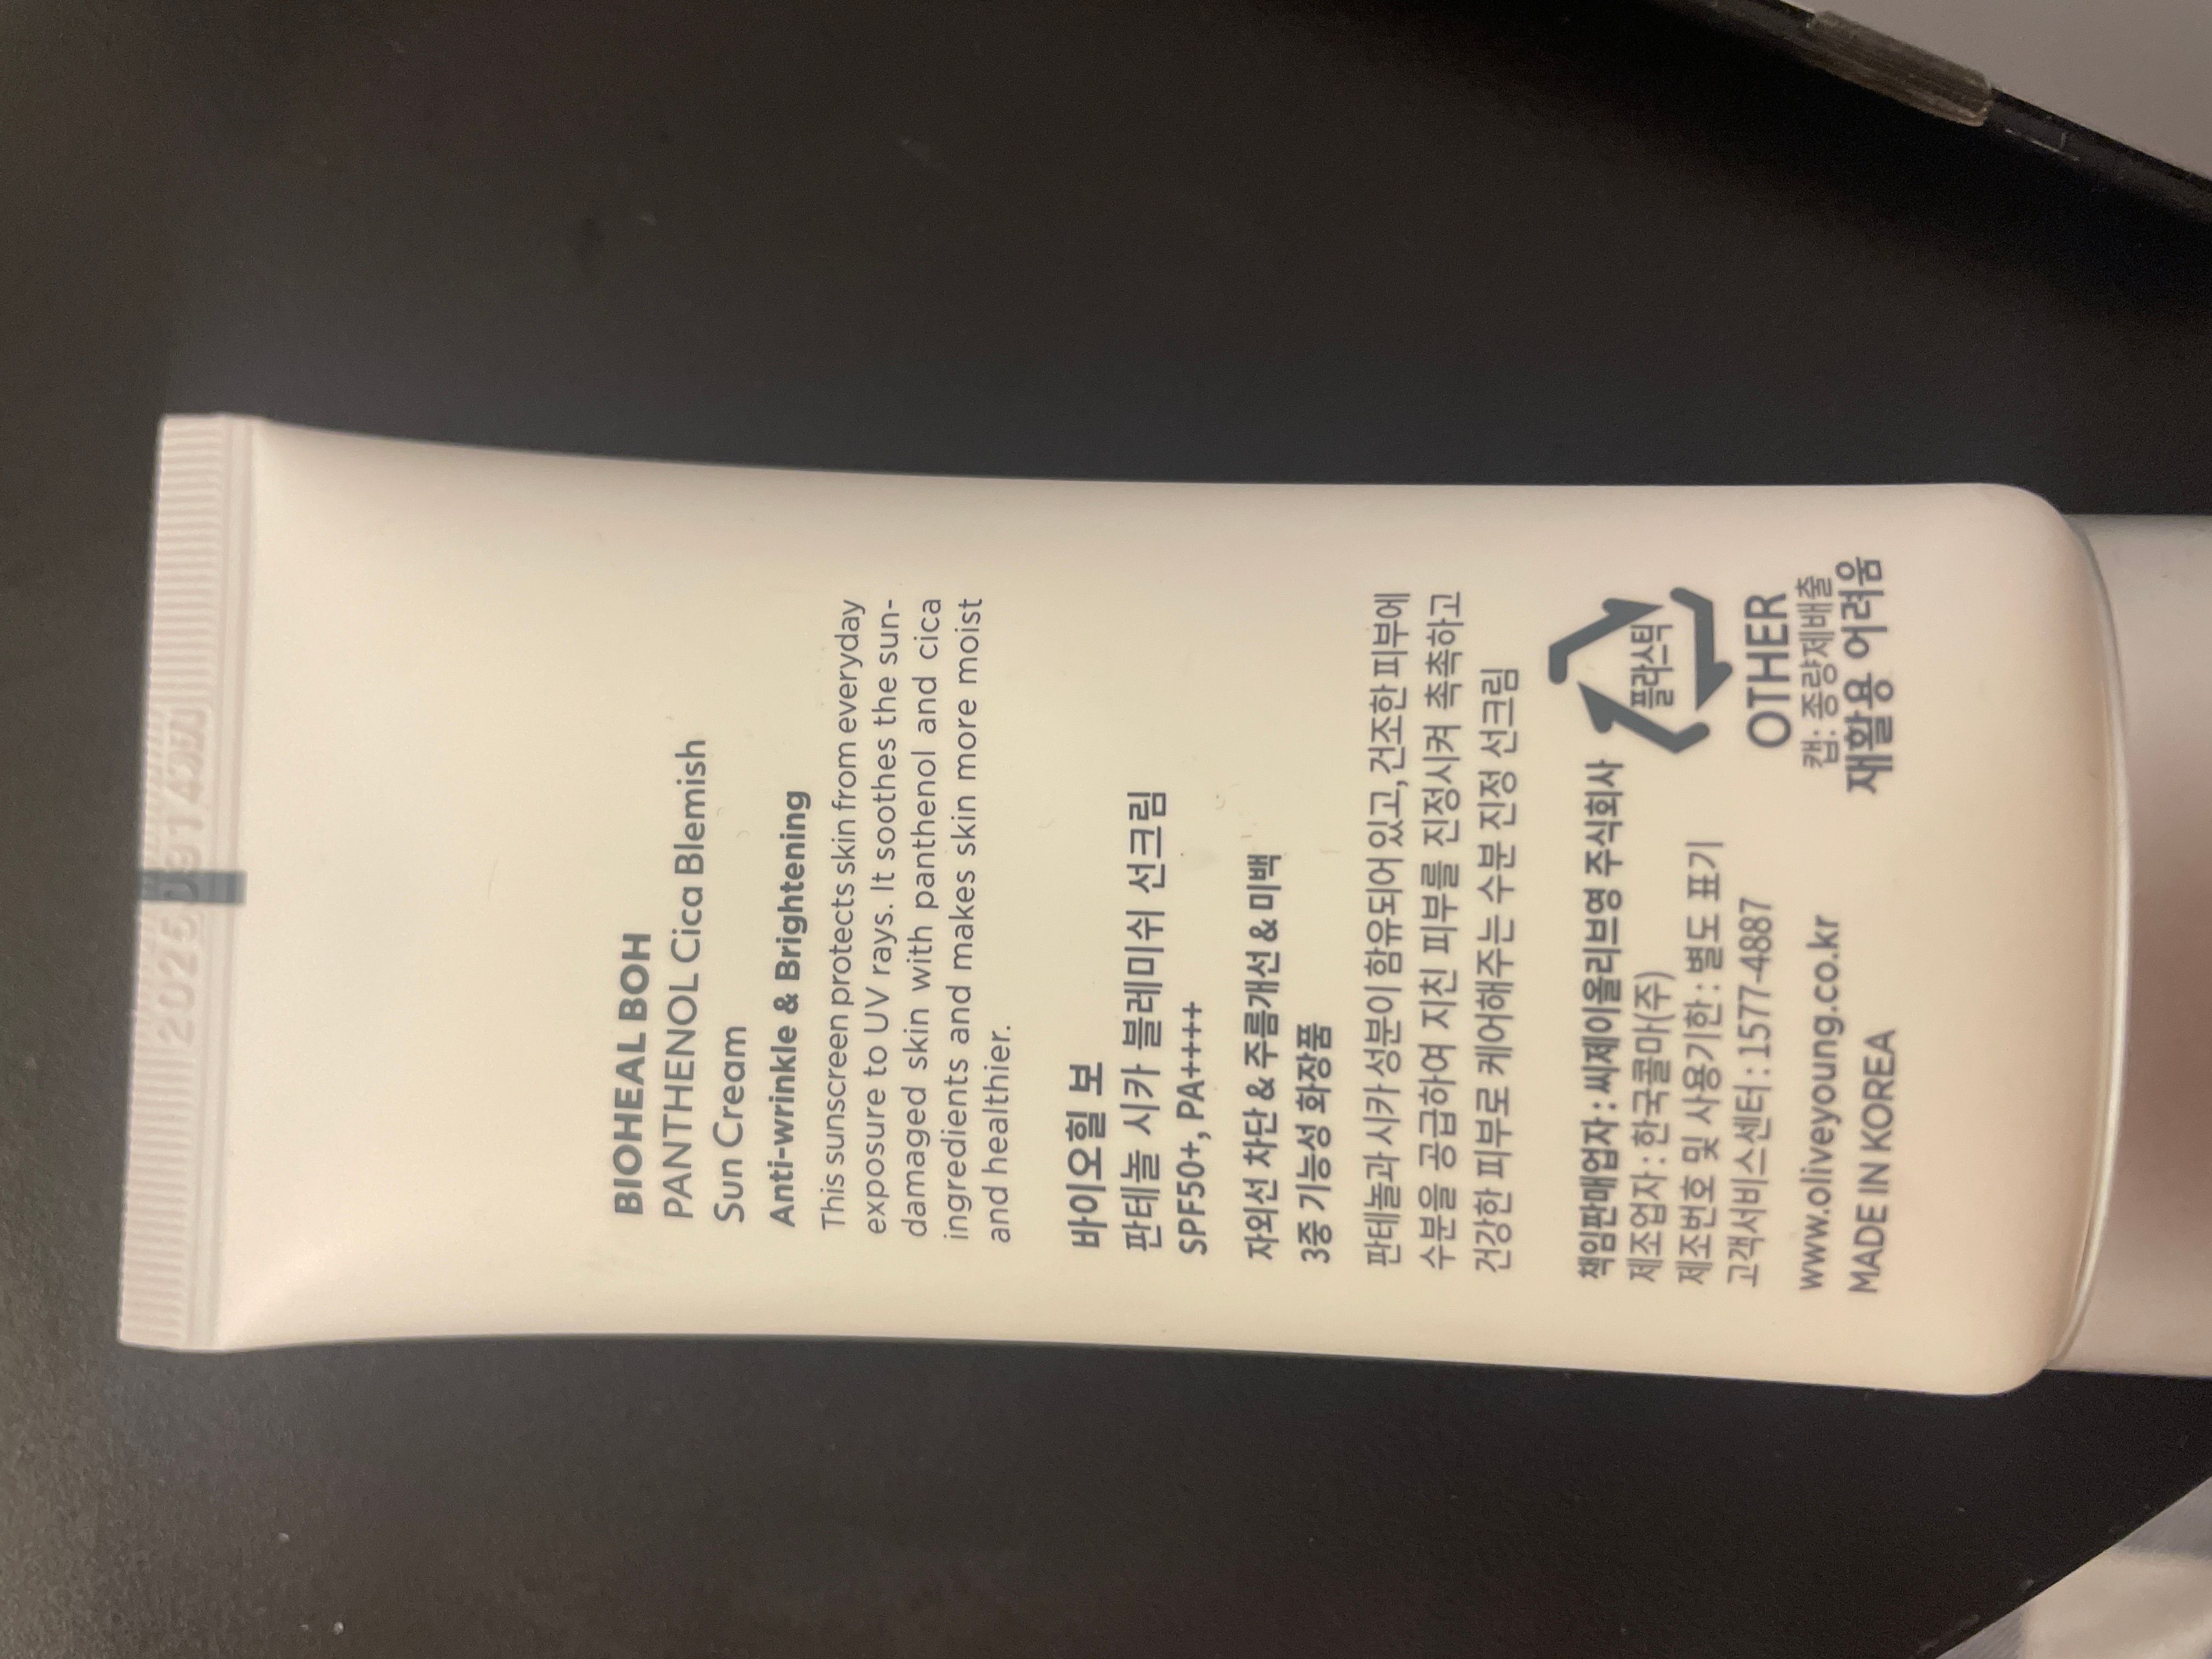 BIOHEAL BOH
PANTHENOL Cica Blemish
Sun Cream
Anti-wrinkle & Brightening
This sunscreen protects skin from everyday
exposure to UV rays. It soothes the sun-
damaged skin with panthenol and cica
ingredients and makes skin more moist
and healthier.
바이오힐 보
판테놀 시카 블레미쉬 선크림
SPF50+, PA++++
자외선 차단 & 주름개선 & 미백
3중 기능성 화장품
판테놀과 시카 성분이 함유되어 있고, 건조한 피부에
수분을 공급하여 지친 피부를 진정시켜 촉촉하고
건강한 피부로 케어해주는 수분 진정 선크림
책임판매업자 : 씨제이올리브영 주식회사
제조업자 : 한국콜마(주)
제조번호 및 사용기한 : 별도 표기
고객서비스센터 : 1577-4887
www.oliveyoung.co.kr
MADE IN KOREA
플라스틱
OTHER
캡: 종량제배출
재활용 어려움